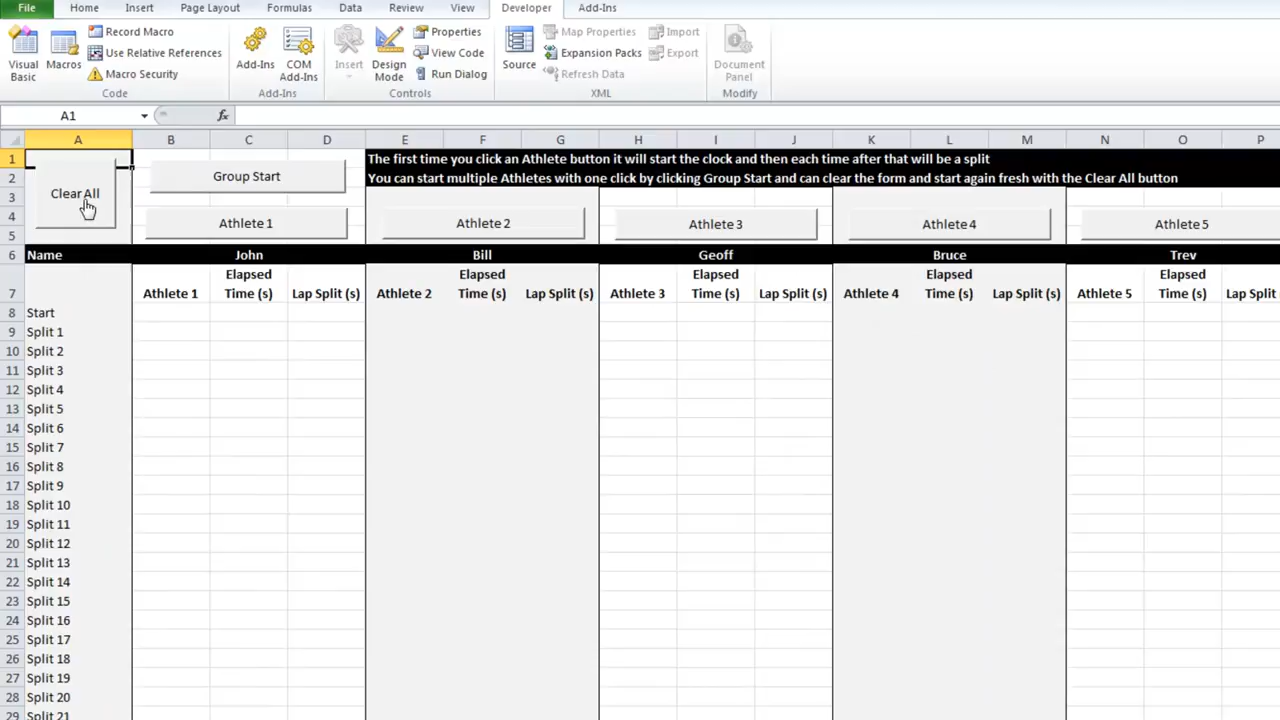 File Home Insert Page Layout Formulas Data Review View Developer Add-Ins
Visual Basic
Macros
Record Macro
Use Relative References
Macro Security
Code
Add-Ins
COM Add-Ins
Add-Ins
Insert
Design Mode
Properties
View Code
Run Dialog
Controls
Source
Map Properties
Expansion Packs
Refresh Data
Import
Export
XML
Document Panel
Modify
A1 fx
A B C D E F G H I J K L M N O P
1 The first time you click an Athlete button it will start the clock and then each time after that will be a split
2 You can start multiple Athletes with one click by clicking Group Start and can clear the form and start again fresh with the Clear All button
Clear All Group Start
3
4 Athlete 1 Athlete 2 Athlete 3 Athlete 4 Athlete 5
5
6 Name John Bill Geoff Bruce Trev
Elapsed Elapsed Elapsed Elapsed Elapsed
7 Athlete 1 Time (s) Lap Split (s) Athlete 2 Time (s) Lap Split (s) Athlete 3 Time (s) Lap Split (s) Athlete 4 Time (s) Lap Split (s) Athlete 5 Time (s) Lap Split
8 Start
9 Split 1
10 Split 2
11 Split 3
12 Split 4
13 Split 5
14 Split 6
15 Split 7
16 Split 8
17 Split 9
18 Split 10
19 Split 11
20 Split 12
21 Split 13
22 Split 14
23 Split 15
24 Split 16
25 Split 17
26 Split 18
27 Split 19
28 Split 20
29 Split 21